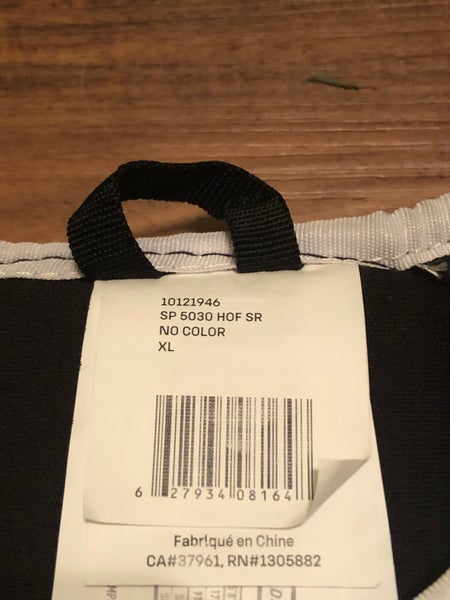 10121946
SP 5030 HOF SR
NO COLOR
XL
6 27934 08164
Fabriqué en Chine
CA#37961, RN#1305882